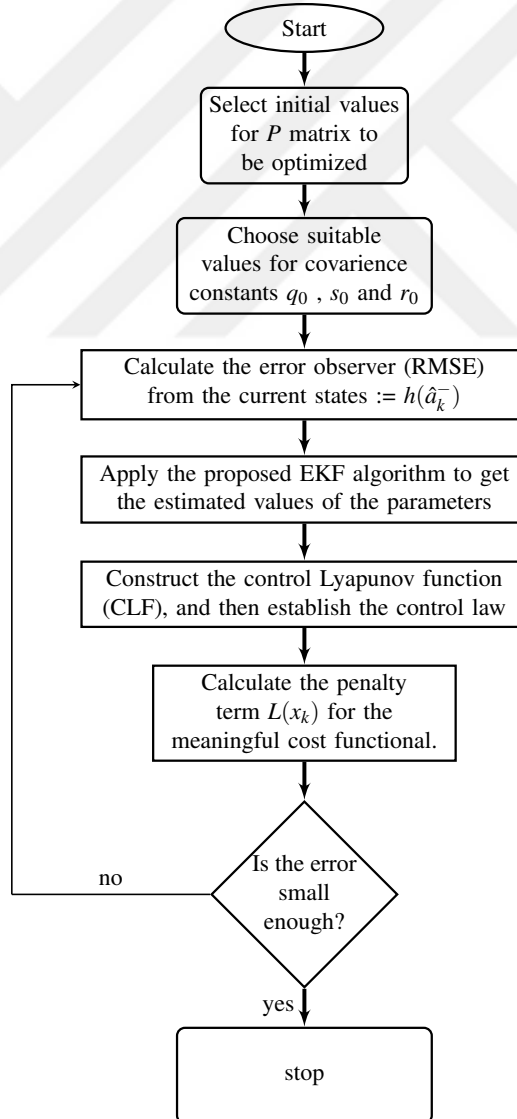 Start
Select initial values
for P matrix to
be optimized
Choose suitable
values for covarience
constants q₀ , s₀ and r₀
Calculate the error observer (RMSE)
from the current states := h(â⁻ₖ)
Apply the proposed EKF algorithm to get
the estimated values of the parameters
Construct the control Lyapunov function
(CLF), and then establish the control law
Calculate the penalty
term L(xₖ) for the
meaningful cost functional.
Is the error
small
enough?
no
yes
stop